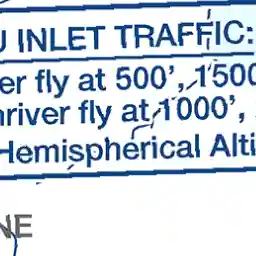 U INLET TRAFFIC:
er fly at 500', 1500
river fly at 1000',
Hemispherical Alti
NE